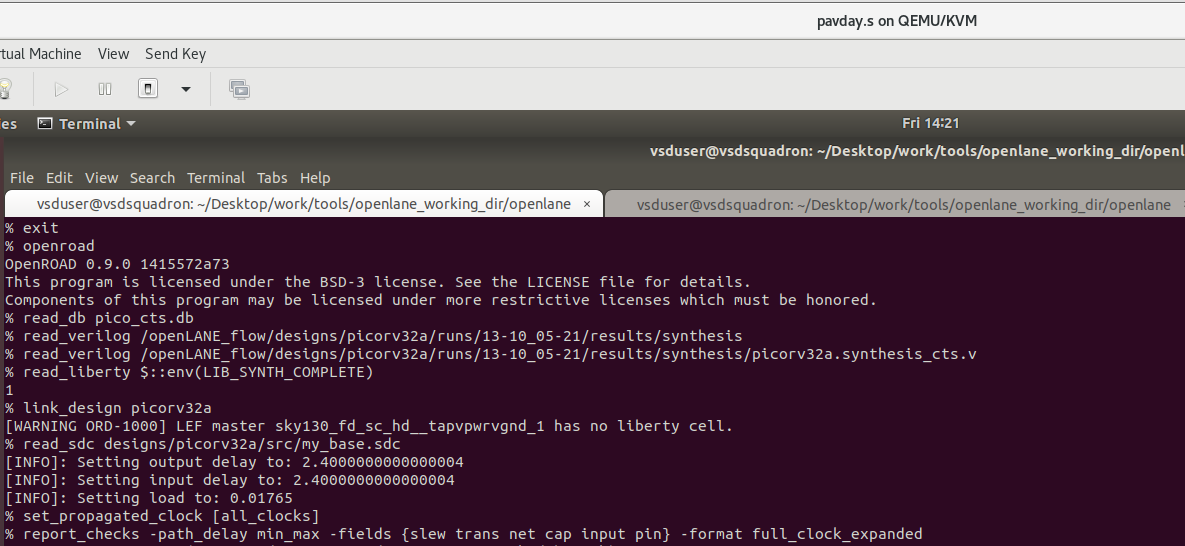 pavday.s on QEMU/KVM
rtual Machine View Send Key
ies Terminal Fri 14:21
vsduser@vsdsquadron: ~/Desktop/work/tools/openlane_working_dir/openl
File Edit View Search Terminal Tabs Help
vsduser@vsdsquadron: ~/Desktop/work/tools/openlane_working_dir/openlane × vsduser@vsdsquadron: ~/Desktop/work/tools/openlane_working_dir/openlane
% exit
% openroad
OpenROAD 0.9.0 1415572a73
This program is licensed under the BSD-3 license. See the LICENSE file for details.
Components of this program may be licensed under more restrictive licenses which must be honored.
% read_db pico_cts.db
% read_verilog /openLANE_flow/designs/picorv32a/runs/13-10_05-21/results/synthesis
% read_verilog /openLANE_flow/designs/picorv32a/runs/13-10_05-21/results/synthesis/picorv32a.synthesis_cts.v
% read_liberty $::env(LIB_SYNTH_COMPLETE)
1
% link_design picorv32a
[WARNING ORD-1000] LEF master sky130_fd_sc_hd__tapvpwrvgnd_1 has no liberty cell.
% read_sdc designs/picorv32a/src/my_base.sdc
[INFO]: Setting output delay to: 2.4000000000000004
[INFO]: Setting input delay to: 2.4000000000000004
[INFO]: Setting load to: 0.01765
% set_propagated_clock [all_clocks]
% report_checks -path_delay min_max -fields {slew trans net cap input pin} -format full_clock_expanded